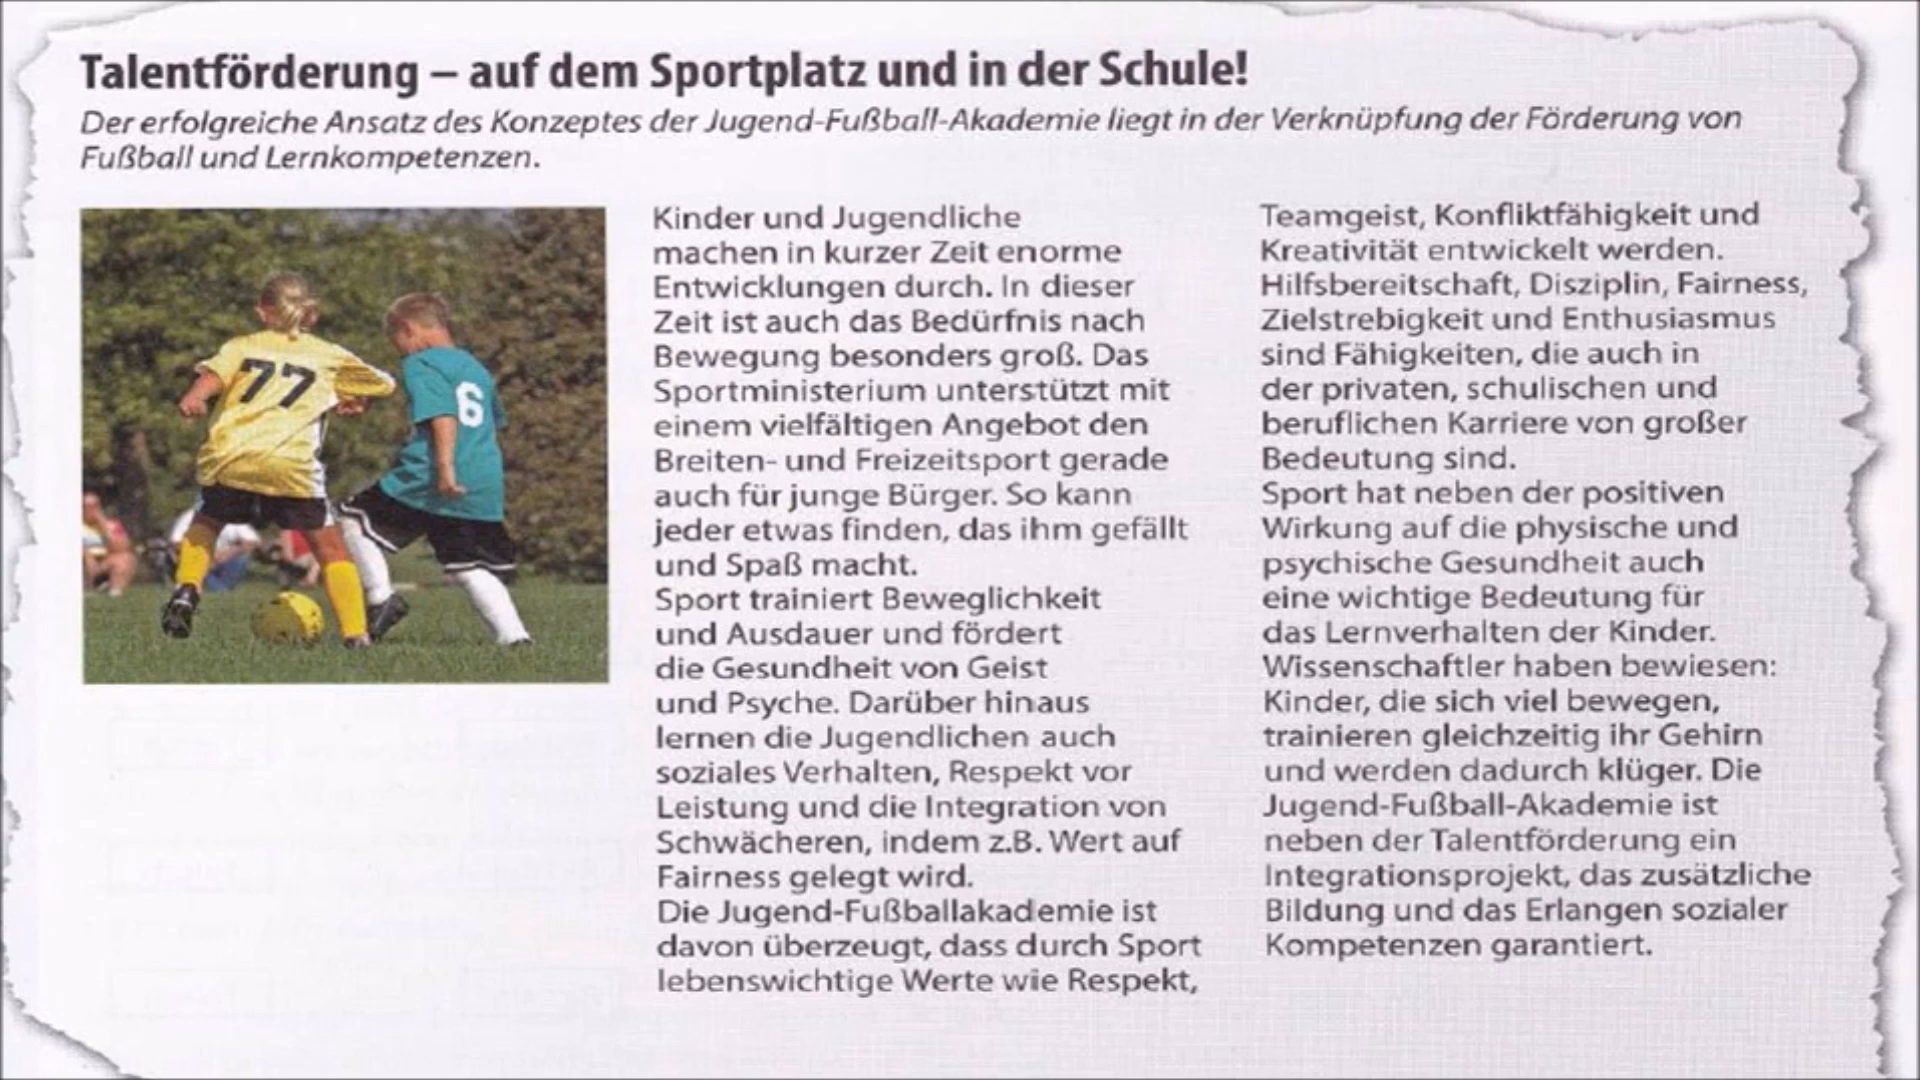 Talentförderung – auf dem Sportplatz und in der Schule!
Der erfolgreiche Ansatz des Konzeptes der Jugend-Fußball-Akademie liegt in der Verknüpfung der Förderung von
Fußball und Lernkompetenzen.
77
6
Kinder und Jugendliche
machen in kurzer Zeit enorme
Entwicklungen durch. In dieser
Zeit ist auch das Bedürfnis nach
Bewegung besonders groß. Das
Sportministerium unterstützt mit
einem vielfältigen Angebot den
Breiten- und Freizeitsport gerade
auch für junge Bürger. So kann
jeder etwas finden, das ihm gefällt
und Spaß macht.
Sport trainiert Beweglichkeit
und Ausdauer und fördert
die Gesundheit von Geist
und Psyche. Darüber hinaus
lernen die Jugendlichen auch
soziales Verhalten, Respekt vor
Leistung und die Integration von
Schwächeren, indem z.B. Wert auf
Fairness gelegt wird.
Die Jugend-Fußballakademie ist
davon überzeugt, dass durch Sport
lebenswichtige Werte wie Respekt,
Teamgeist, Konfliktfähigkeit und
Kreativität entwickelt werden.
Hilfsbereitschaft, Disziplin, Fairness,
Zielstrebigkeit und Enthusiasmus
sind Fähigkeiten, die auch in
der privaten, schulischen und
beruflichen Karriere von großer
Bedeutung sind.
Sport hat neben der positiven
Wirkung auf die physische und
psychische Gesundheit auch
eine wichtige Bedeutung für
das Lernverhalten der Kinder.
Wissenschaftler haben bewiesen:
Kinder, die sich viel bewegen,
trainieren gleichzeitig ihr Gehirn
und werden dadurch klüger. Die
Jugend-Fußball-Akademie ist
neben der Talentförderung ein
Integrationsprojekt, das zusätzliche
Bildung und das Erlangen sozialer
Kompetenzen garantiert.